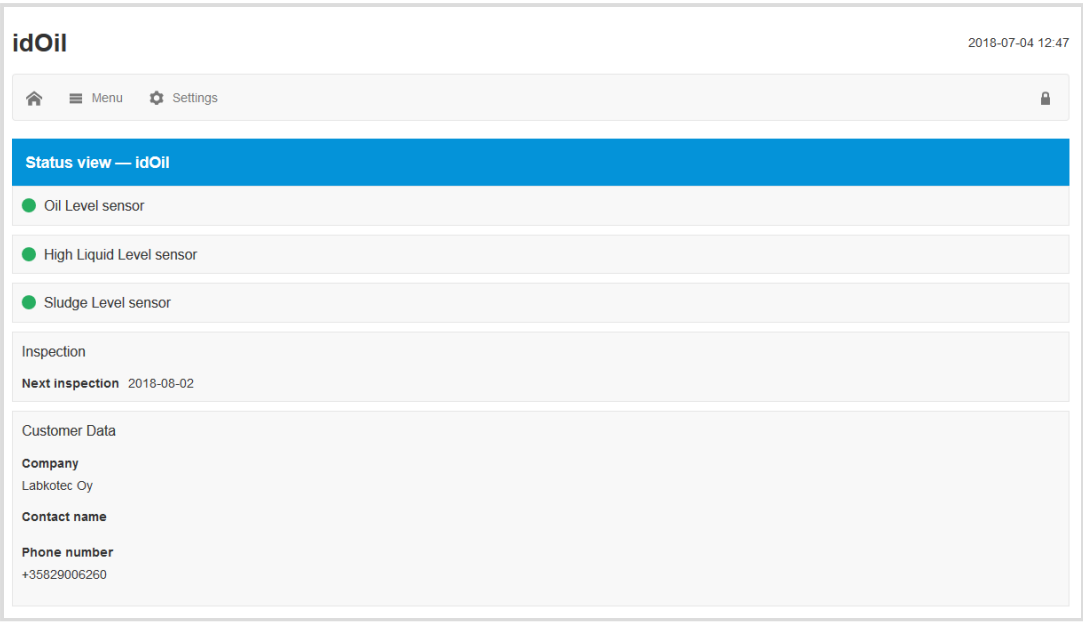 idOil
2018-07-04 12:47
Menu
Settings
Status view — idOil
Oil Level sensor
High Liquid Level sensor
Sludge Level sensor
Inspection
Next inspection 2018-08-02
Customer Data
Company
Labkotec Oy
Contact name
Phone number
+35829006260